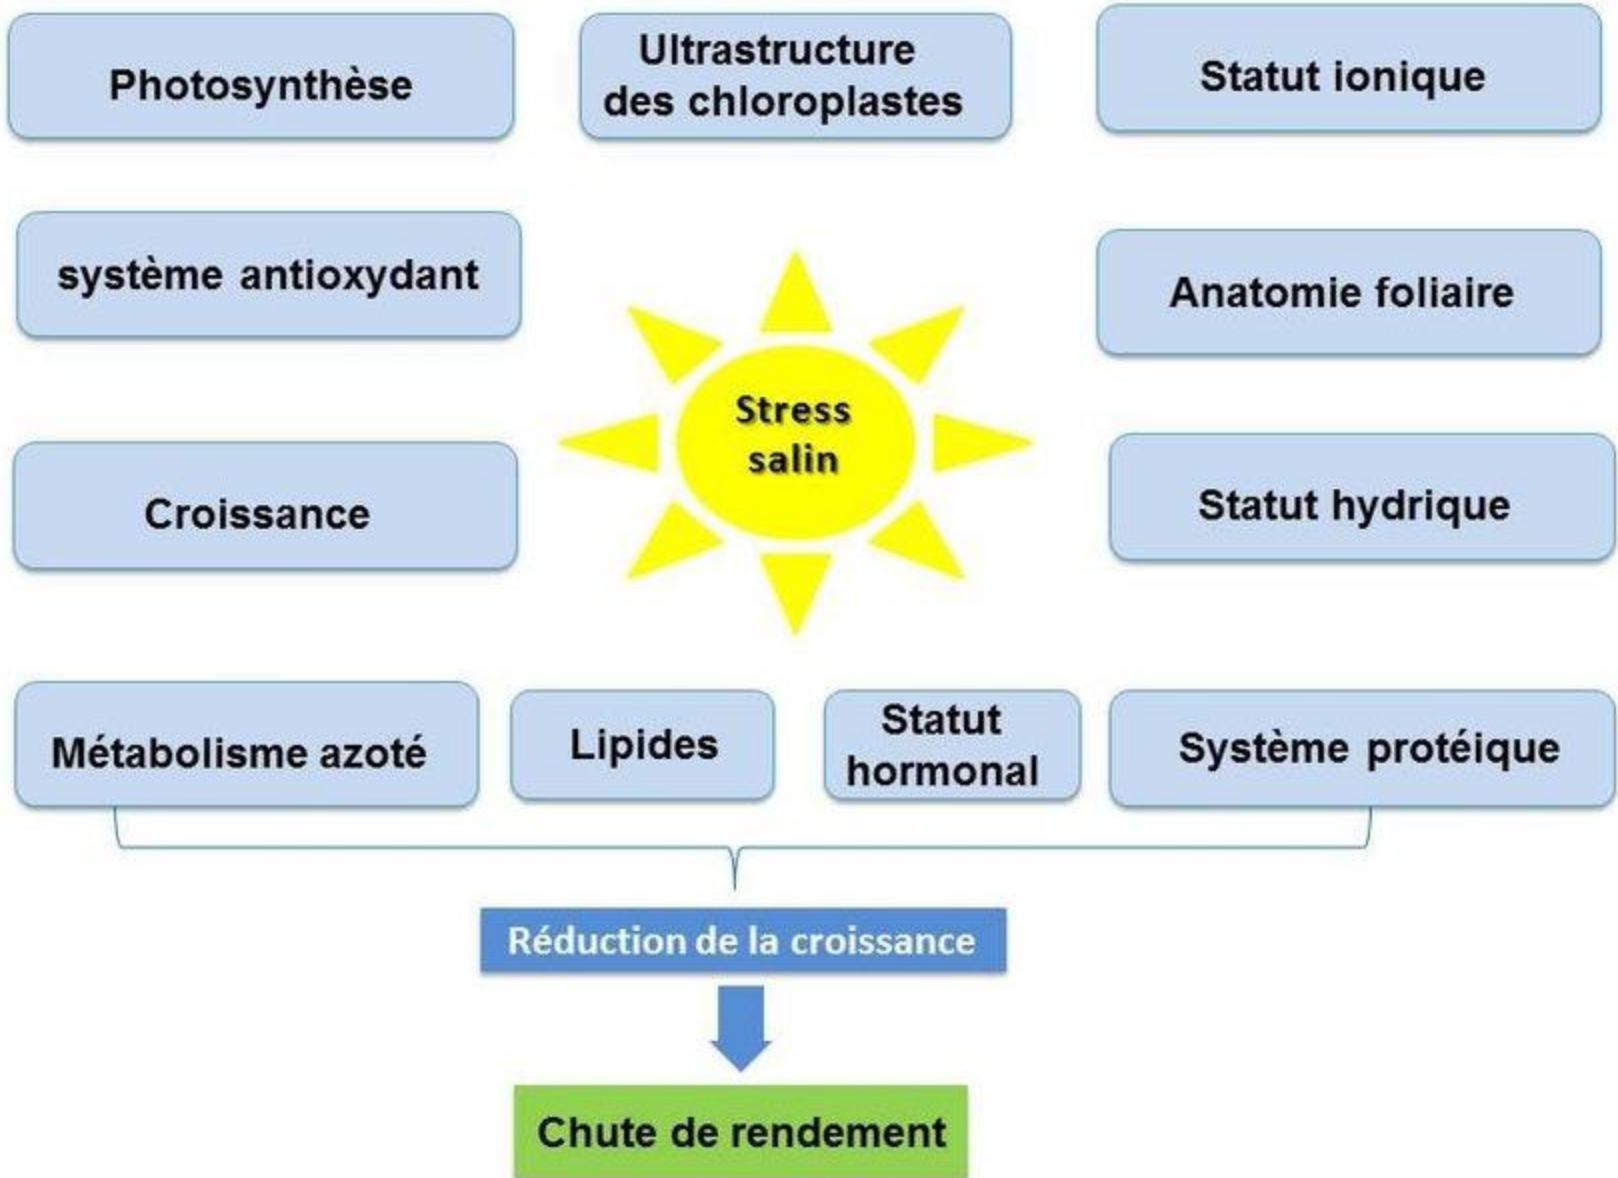 Photosynthèse
Ultrastructure
des chloroplastes
Statut ionique
système antioxydant
Anatomie foliaire
Stress
salin
Croissance
Statut hydrique
Métabolisme azoté
Lipides
Statut
hormonal
Système protéique
Réduction de la croissance
Chute de rendement